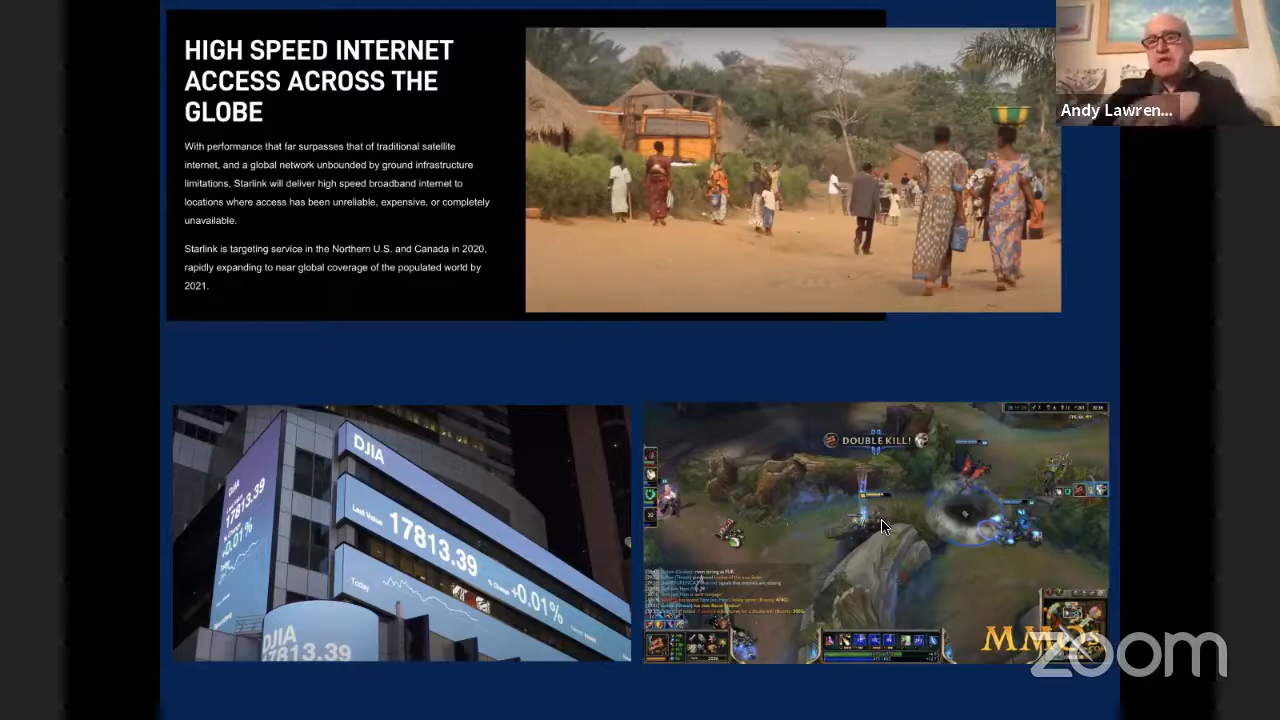 HIGH SPEED INTERNET
ACCESS ACROSS THE
GLOBE
With performance that far surpasses that of traditional satellite
internet, and a global network unbounded by ground infrastructure
limitations, Starlink will deliver high speed broadband internet to
locations where access has been unreliable, expensive, or completely
unavailable.
Starlink is targeting service in the Northern U.S. and Canada in 2020,
rapidly expanding to near global coverage of the populated world by
2021.
Andy Lawren...
DJIA
17813.39
+0.01%
DJIA
Last Value
17813.39
% Change
+0.01%
Today
DJIA
17813.39
DOUBLE KILL!
MMOs
zoom